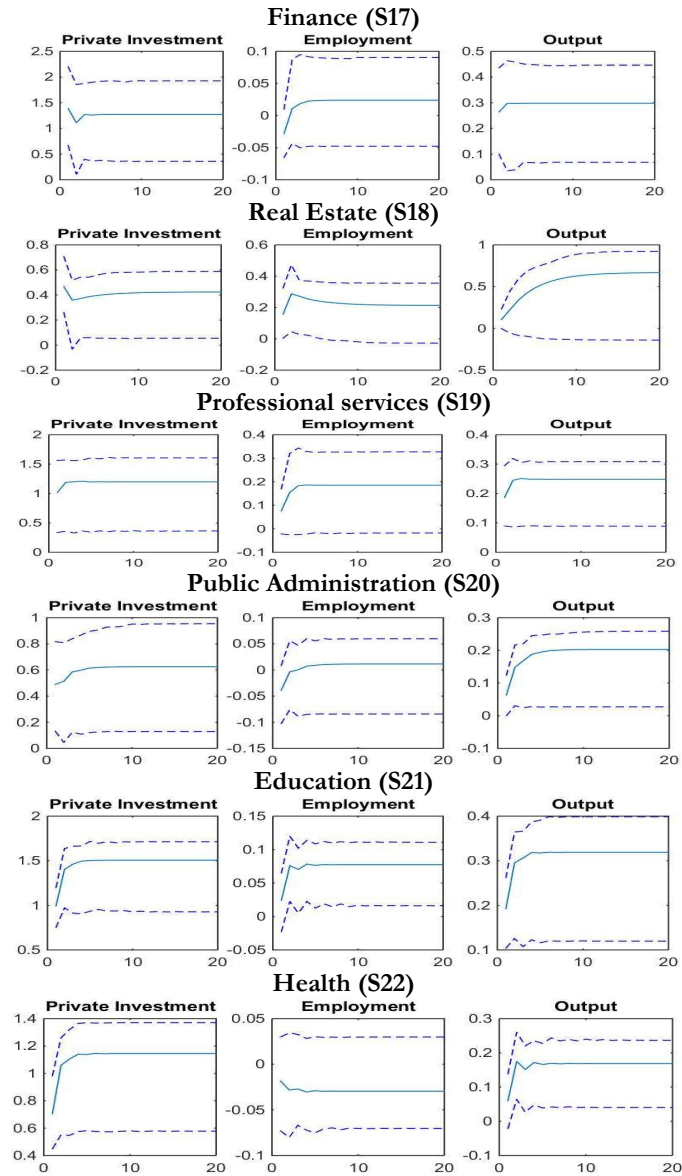 Finance (S17)
Private Investment Employment Output
2.5 0.1 0.5
2 0.4
1.5 0.05 0.3
1 0 0.2
0.5 -0.05 0.1
0 -0.1 0
0 10 20 0 10 20 0 10 20
Real Estate (S18)
Private Investment Employment Output
0.8 0.6 1
0.6 0.4
0.4 0.5
0.2 0.2
0 0 0
-0.2 -0.2 -0.5
0 10 20 0 10 20 0 10 20
Professional services (S19)
Private Investment Employment Output
2 0.4 0.4
1.5 0.3 0.3
1 0.2 0.2
0.5 0.1 0.1
0
0 -0.1 0
0 10 20 0 10 20 0 10 20
Public Administration (S20)
Private Investment Employment Output
1 0.1 0.3
0.8 0.05 0.2
0.6 0
0.4 -0.05 0.1
0.2 -0.1 0
0 -0.15 -0.1
0 10 20 0 10 20 0 10 20
Education (S21)
Private Investment Employment Output
2 0.15 0.4
1.5 0.1 0.3
0.05
1 0 0.2
0.5 -0.05 0.1
0 10 20 0 10 20 0 10 20
Health (S22)
Private Investment Employment Output
1.4 0.1 0.3
1.2 0.05 0.2
1
0.8 0 0.1
0.6 -0.05 0
0.4 -0.1 -0.1
0 10 20 0 10 20 0 10 20